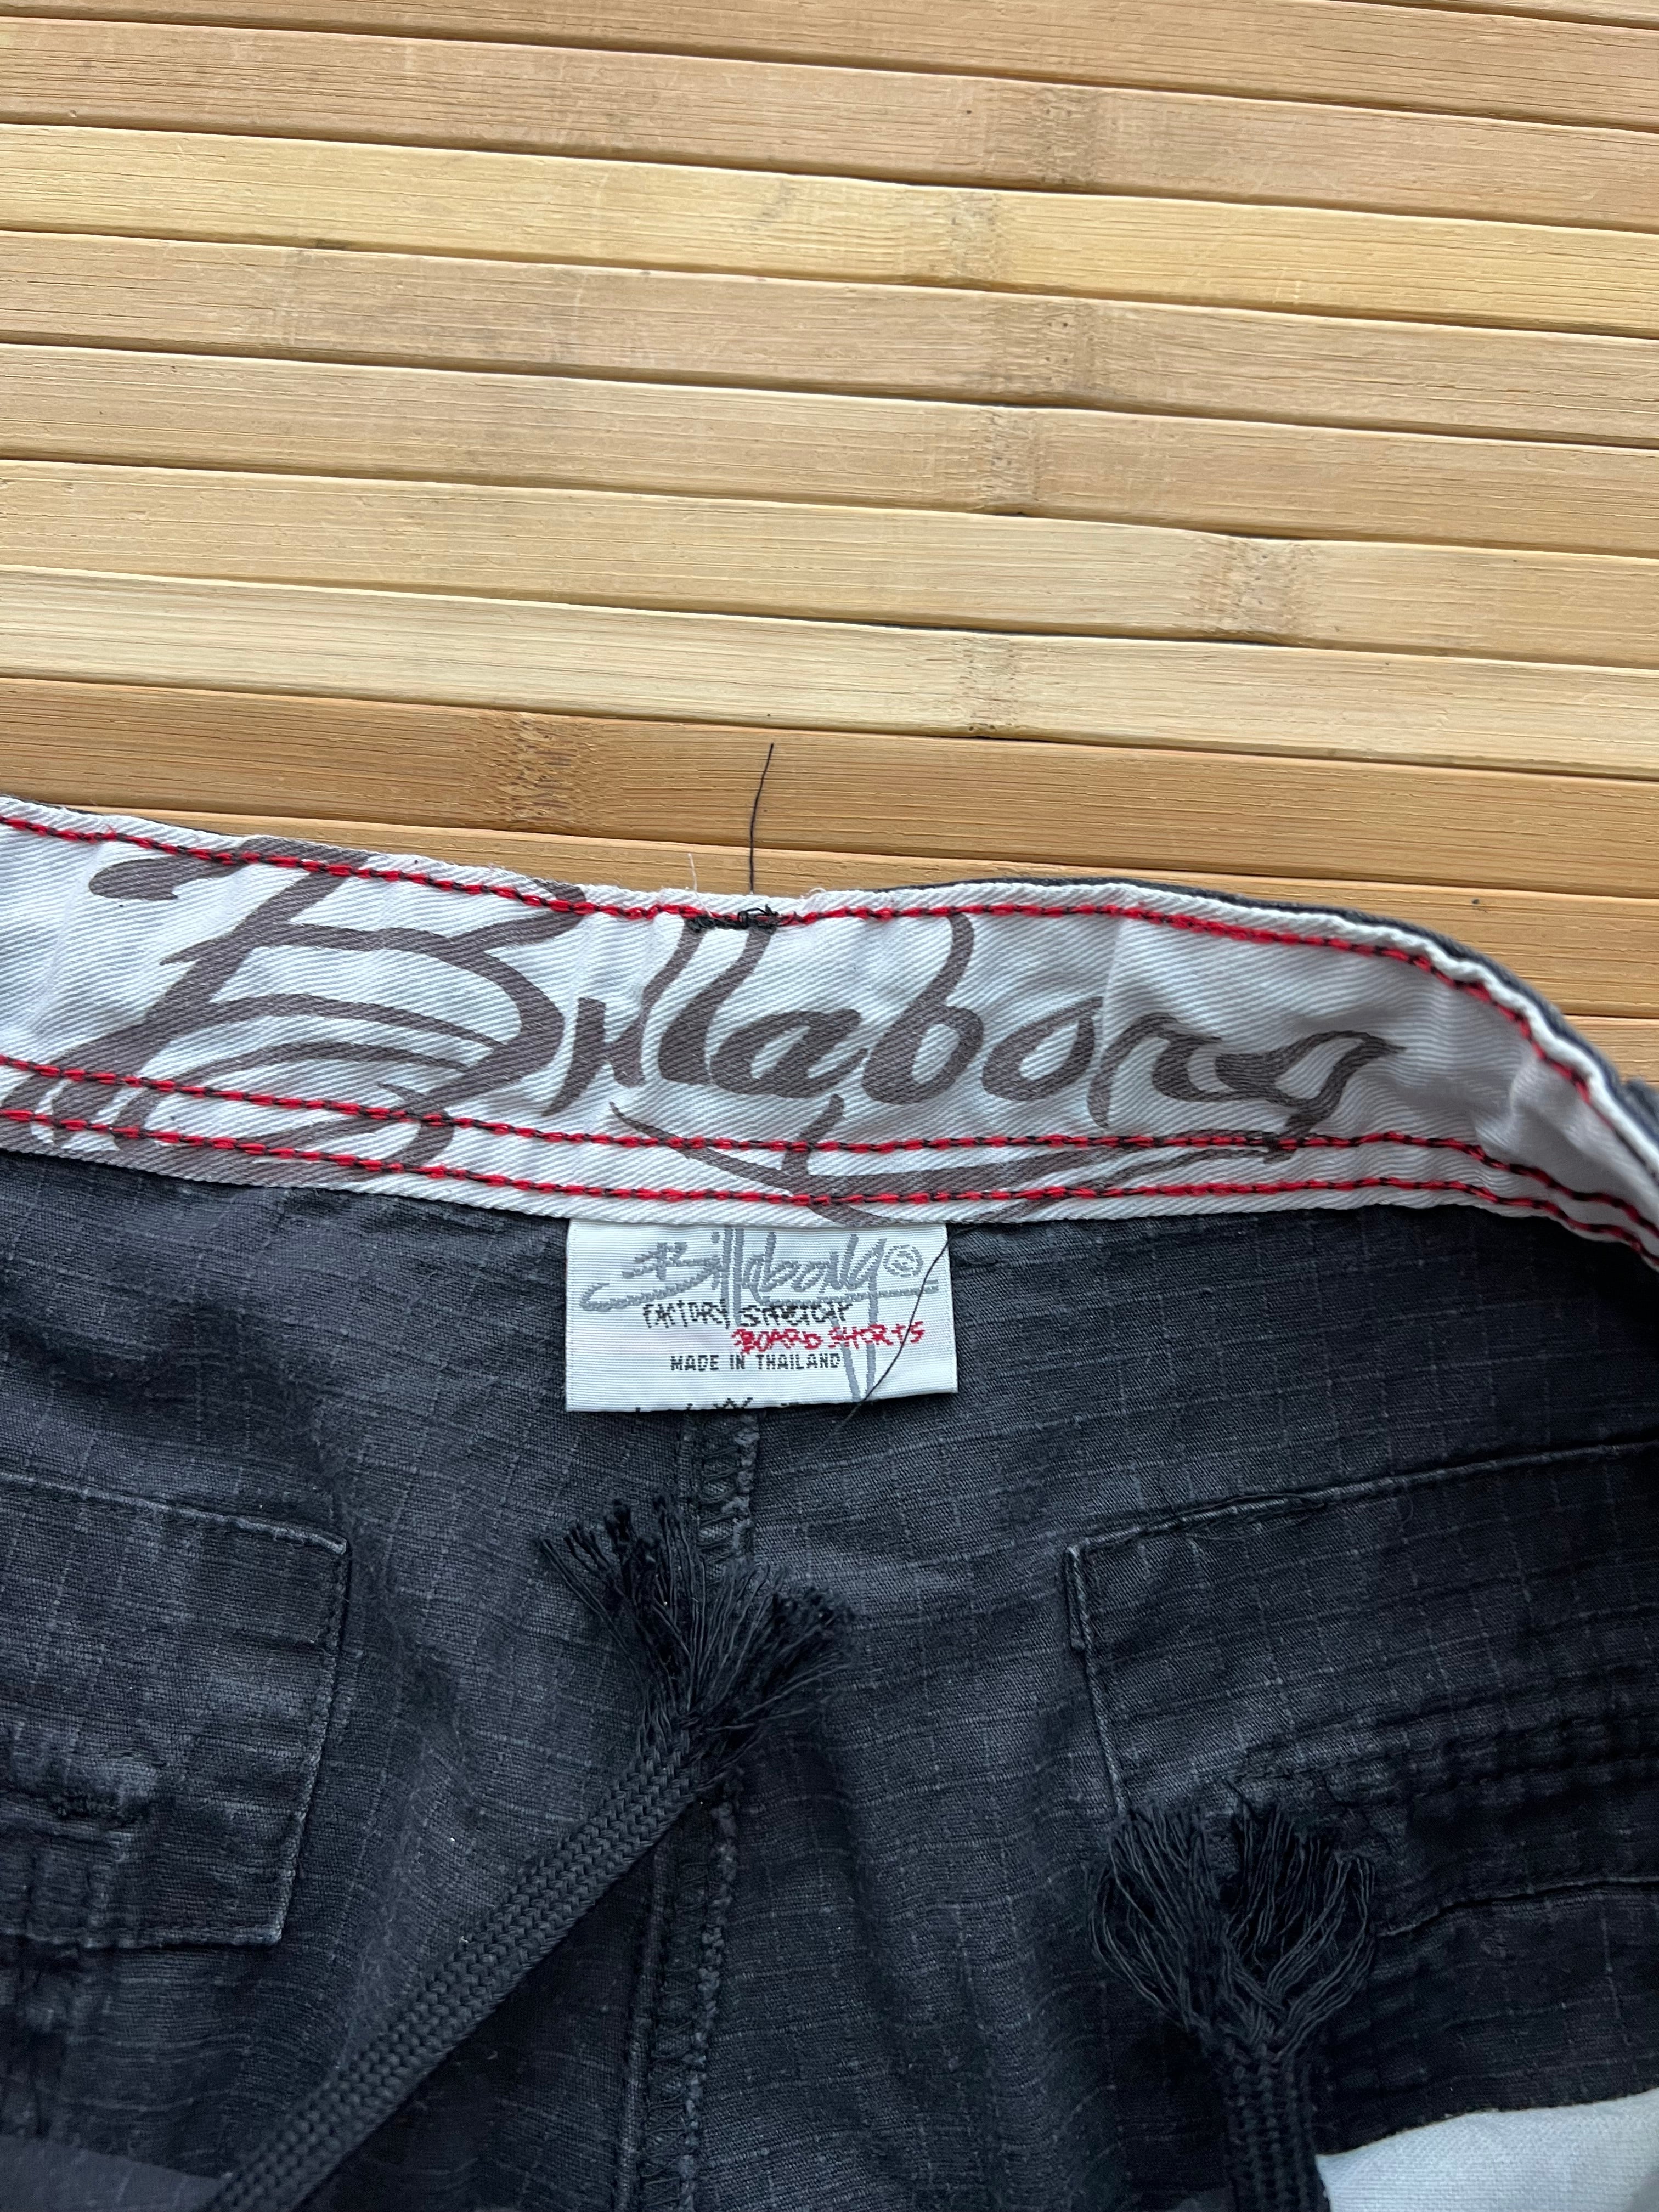 Billabong
Billabong®
FACTORY STRETCH
BOARD SHORTS
MADE IN THAILAND